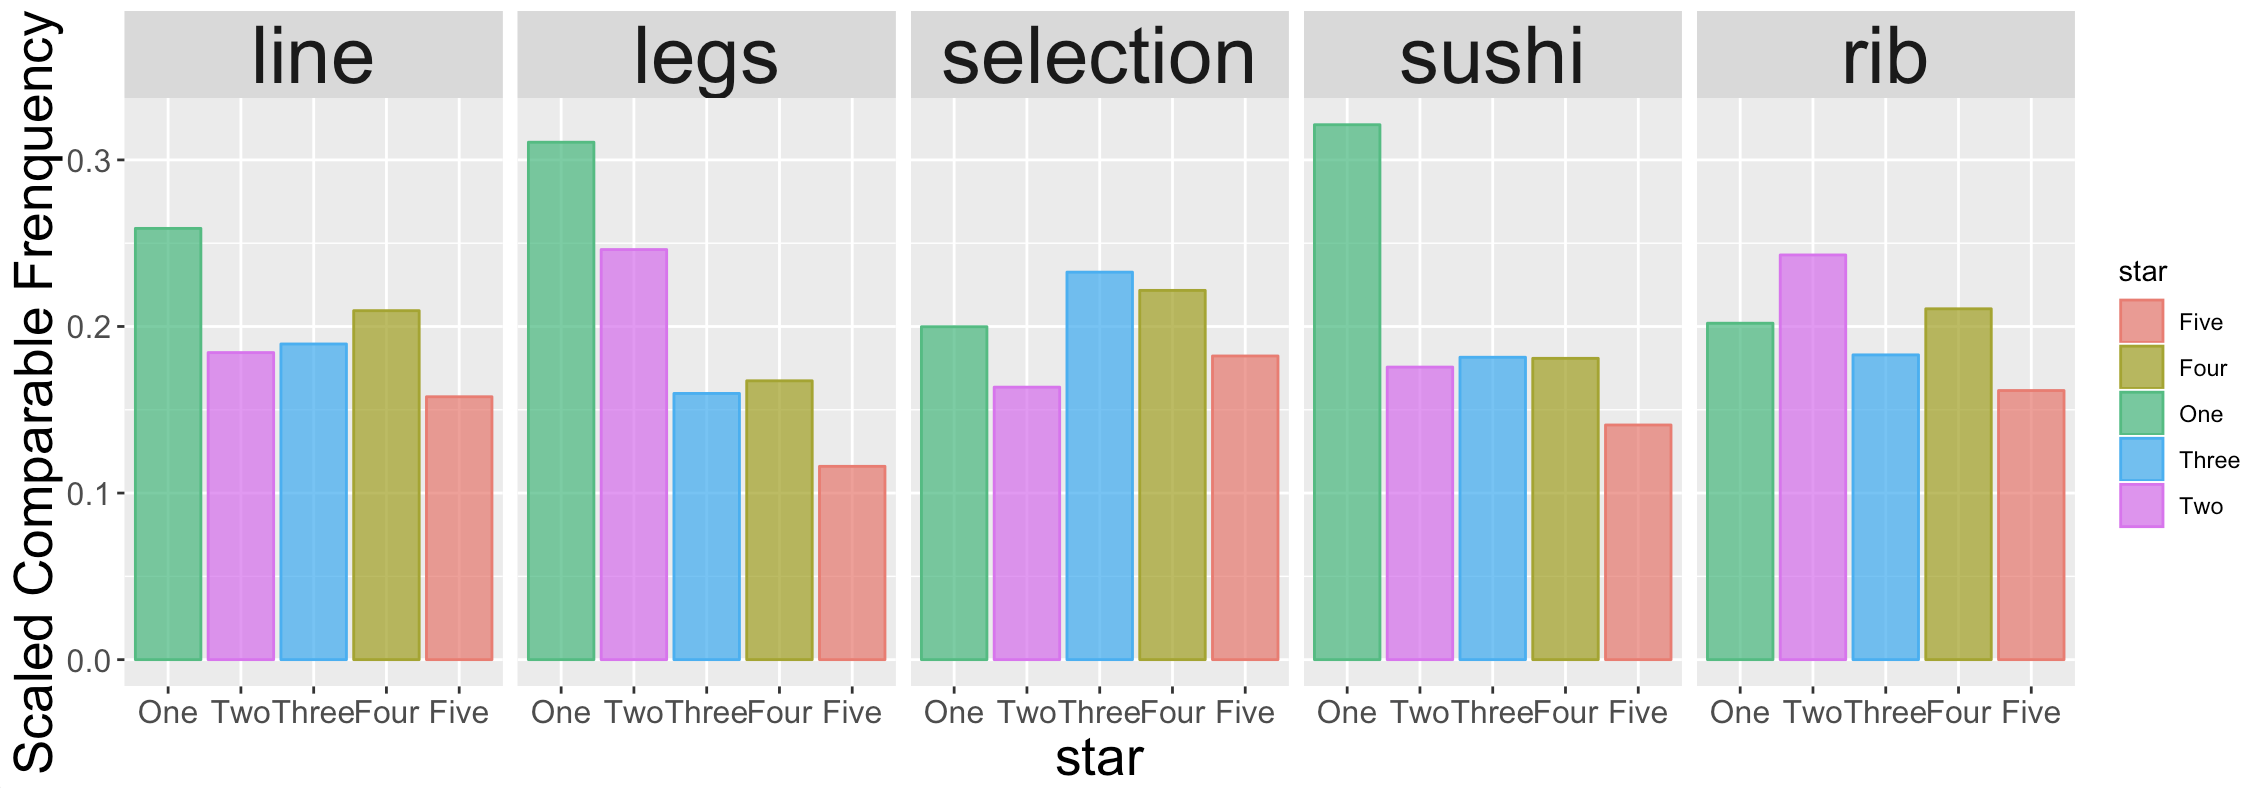 line legs selection sushi rib
Scaled Comparable Frenquency
0.3
0.2
0.1
0.0
One Two Three Four Five One Two Three Four Five One Two Three Four Five One Two Three Four Five One Two Three Four Five
star
star
Five
Four
One
Three
Two